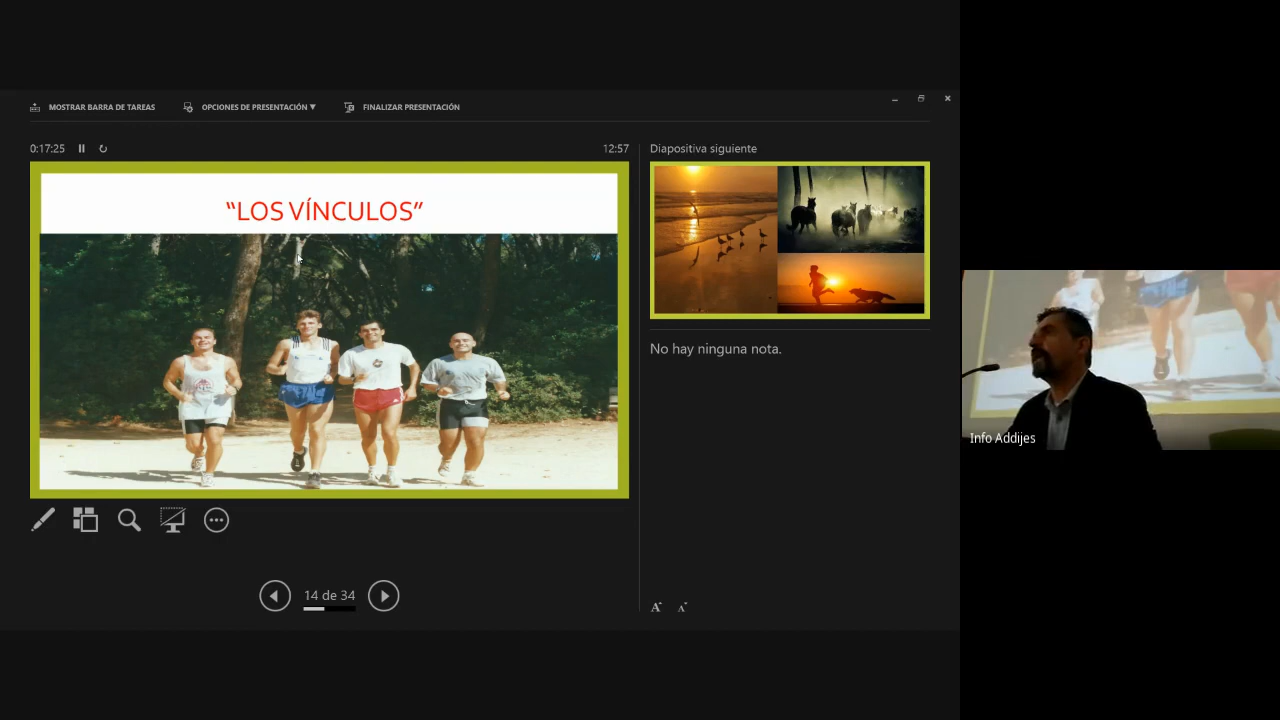 MOSTRAR BARRA DE TAREAS
OPCIONES DE PRESENTACIÓN ▼
FINALIZAR PRESENTACIÓN
0:17:25
12:57
Diapositiva siguiente
“LOS VÍNCULOS”
No hay ninguna nota.
Info Addijes
14 de 34
A A